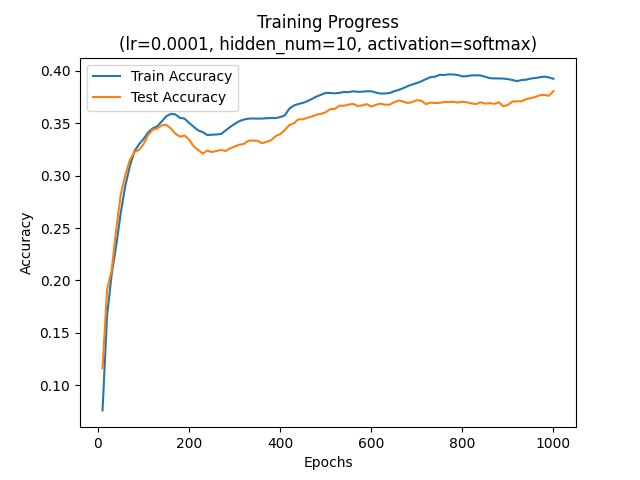 Training Progress
(lr=0.0001, hidden_num=10, activation=softmax)
Train Accuracy
Test Accuracy
0.40
0.35
0.30
0.25
0.20
0.15
0.10
Accuracy
0 200 400 600 800 1000
Epochs